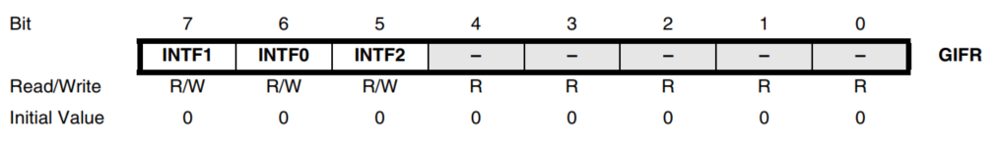 Bit 7 6 5 4 3 2 1 0
INTF1 INTF0 INTF2 – – – – – GIFR
Read/Write R/W R/W R/W R R R R R
Initial Value 0 0 0 0 0 0 0 0